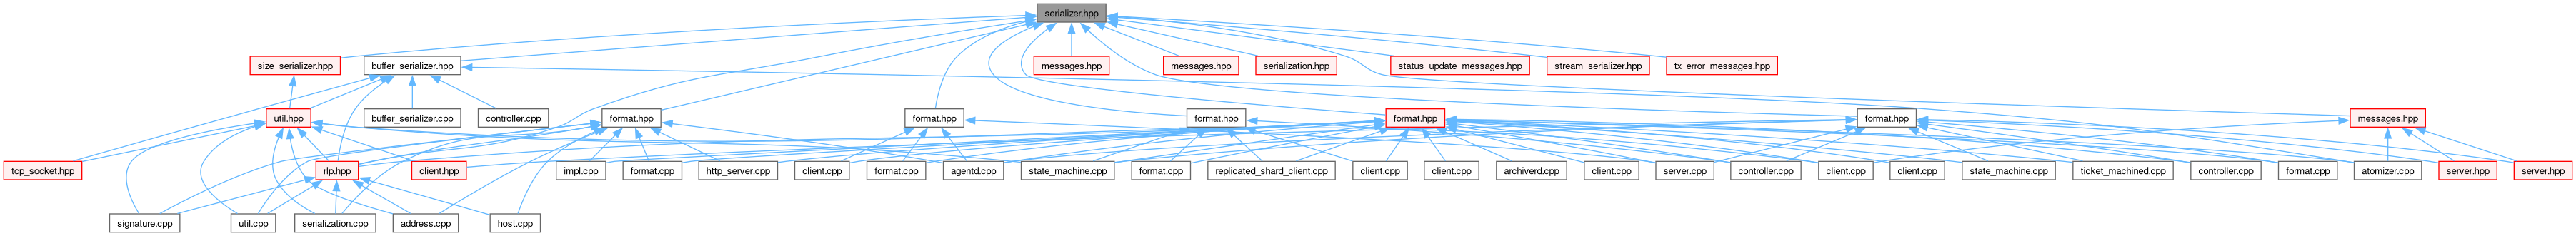 serializer.hpp
size_serializer.hpp
buffer_serializer.hpp
messages.hpp
messages.hpp
serialization.hpp
status_update_messages.hpp
stream_serializer.hpp
tx_error_messages.hpp
util.hpp
buffer_serializer.cpp
controller.cpp
format.hpp
format.hpp
format.hpp
format.hpp
format.hpp
messages.hpp
tcp_socket.hpp
rlp.hpp
client.hpp
impl.cpp
format.cpp
http_server.cpp
client.cpp
format.cpp
agentd.cpp
state_machine.cpp
format.cpp
replicated_shard_client.cpp
client.cpp
client.cpp
archiverd.cpp
client.cpp
server.cpp
controller.cpp
client.cpp
client.cpp
state_machine.cpp
ticket_machined.cpp
controller.cpp
format.cpp
atomizer.cpp
server.hpp
server.hpp
signature.cpp
util.cpp
serialization.cpp
address.cpp
host.cpp